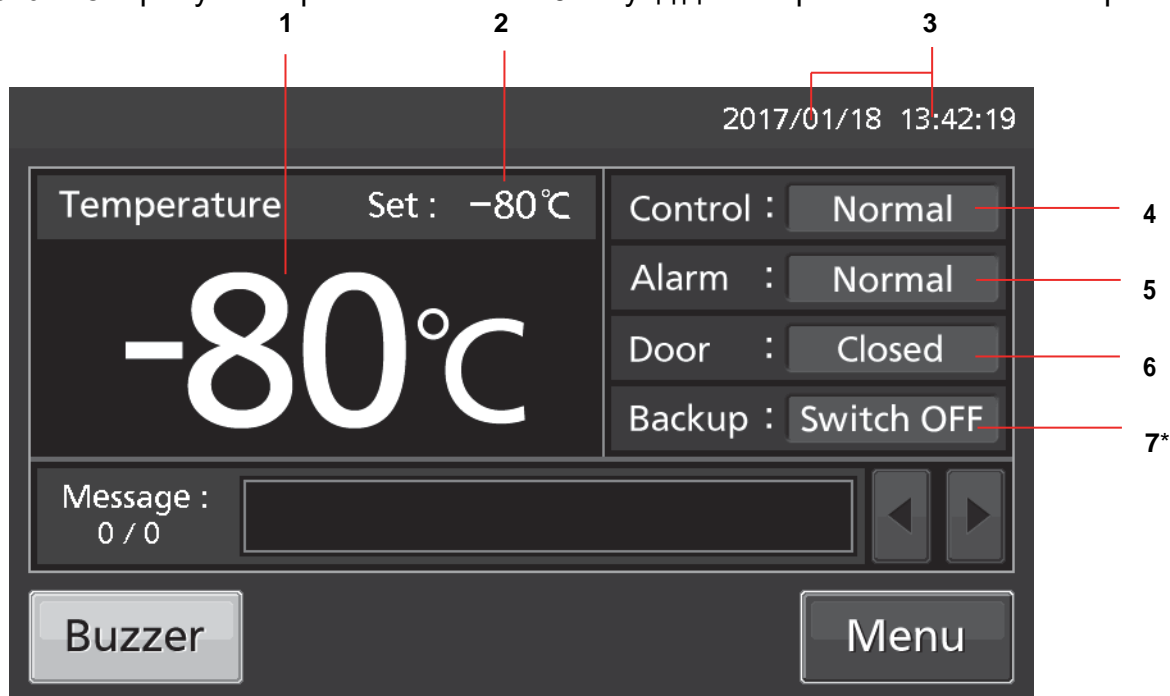 1 2 3
2017/01/18 13:42:19
Temperature Set : -80℃
-80℃
Control : Normal 4
Alarm : Normal 5
Door : Closed 6
Backup : Switch OFF 7*
Message :
0 / 0
Buzzer Menu